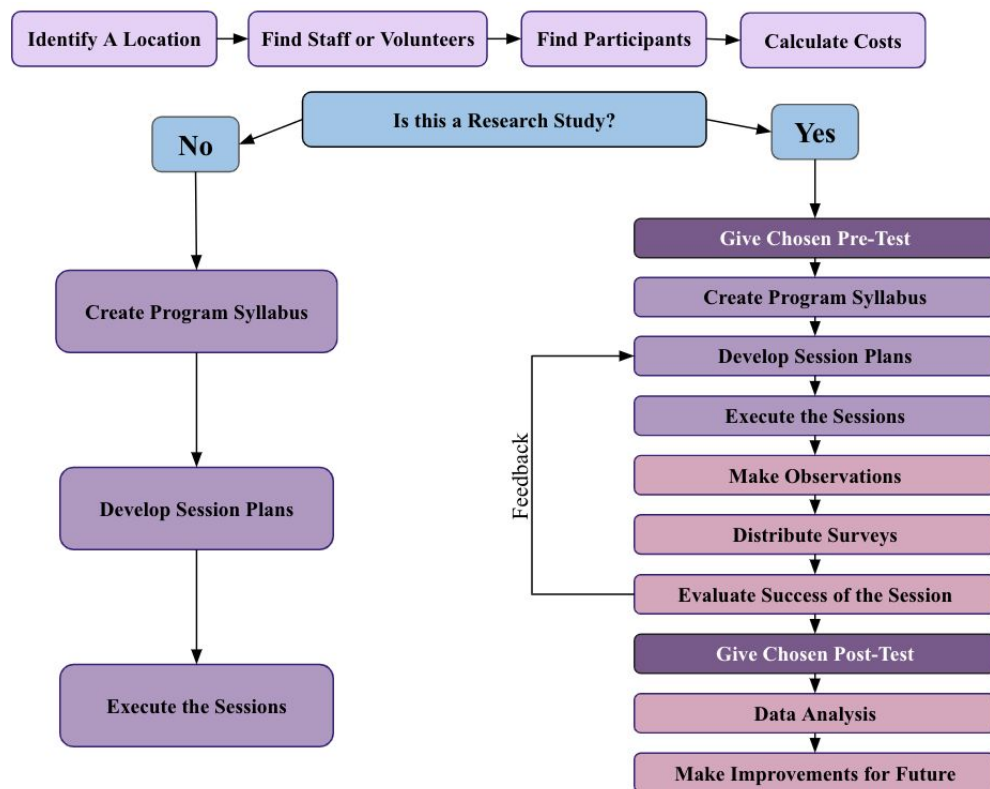 Identify A Location
Find Staff or Volunteers
Find Participants
Calculate Costs
Is this a Research Study?
No
Yes
Create Program Syllabus
Develop Session Plans
Execute the Sessions
Give Chosen Pre-Test
Create Program Syllabus
Develop Session Plans
Execute the Sessions
Make Observations
Distribute Surveys
Evaluate Success of the Session
Feedback
Give Chosen Post-Test
Data Analysis
Make Improvements for Future